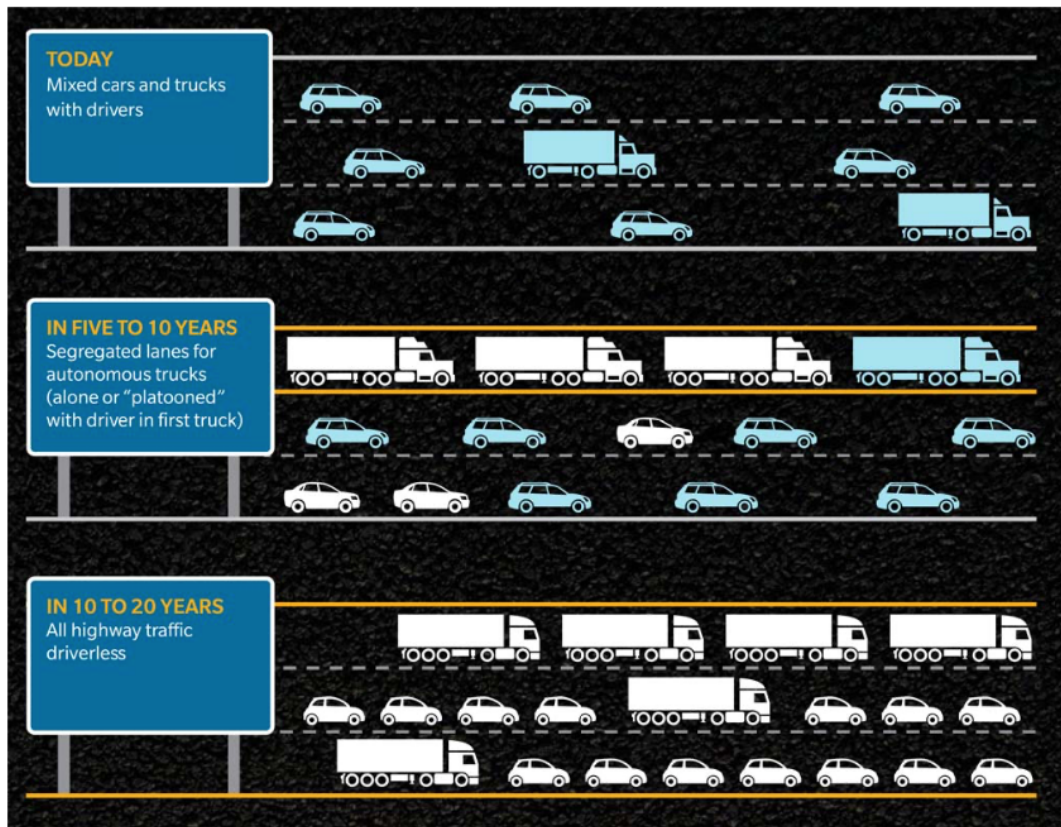 TODAY
Mixed cars and trucks
with drivers
IN FIVE TO 10 YEARS
Segregated lanes for
autonomous trucks
(alone or “platooned”
with driver in first truck)
IN 10 TO 20 YEARS
All highway traffic
driverless